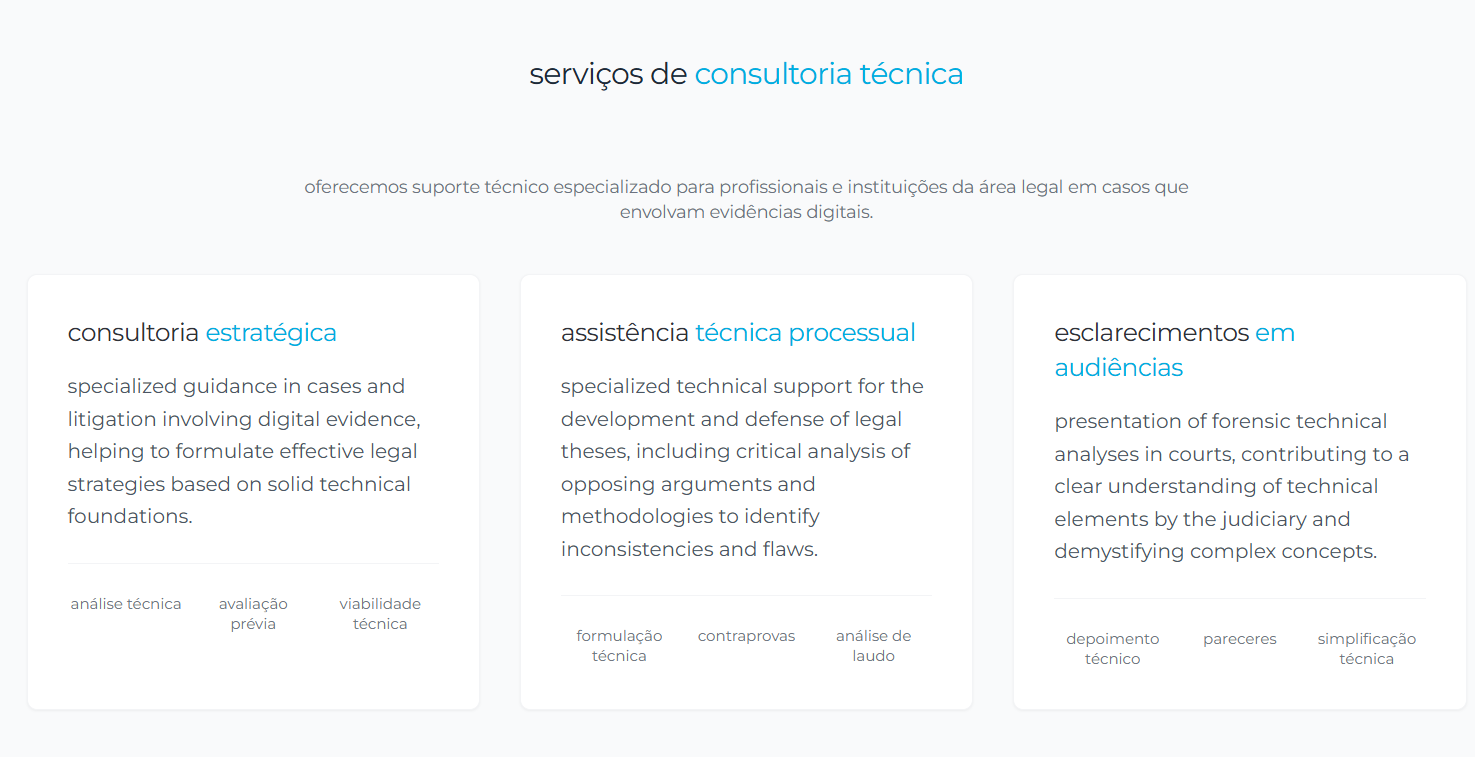 serviços de consultoria técnica
oferecemos suporte técnico especializado para profissionais e instituições da área legal em casos que
envolvam evidências digitais.
consultoria estratégica
specialized guidance in cases and
litigation involving digital evidence,
helping to formulate effective legal
strategies based on solid technical
foundations.
análise técnica
avaliação
prévia
viabilidade
técnica
assistência técnica processual
specialized technical support for the
development and defense of legal
theses, including critical analysis of
opposing arguments and
methodologies to identify
inconsistencies and flaws.
formulação
técnica
contraprovas
análise de
laudo
esclarecimentos em
audiências
presentation of forensic technical
analyses in courts, contributing to a
clear understanding of technical
elements by the judiciary and
demystifying complex concepts.
depoimento
técnico
pareceres
simplificação
técnica